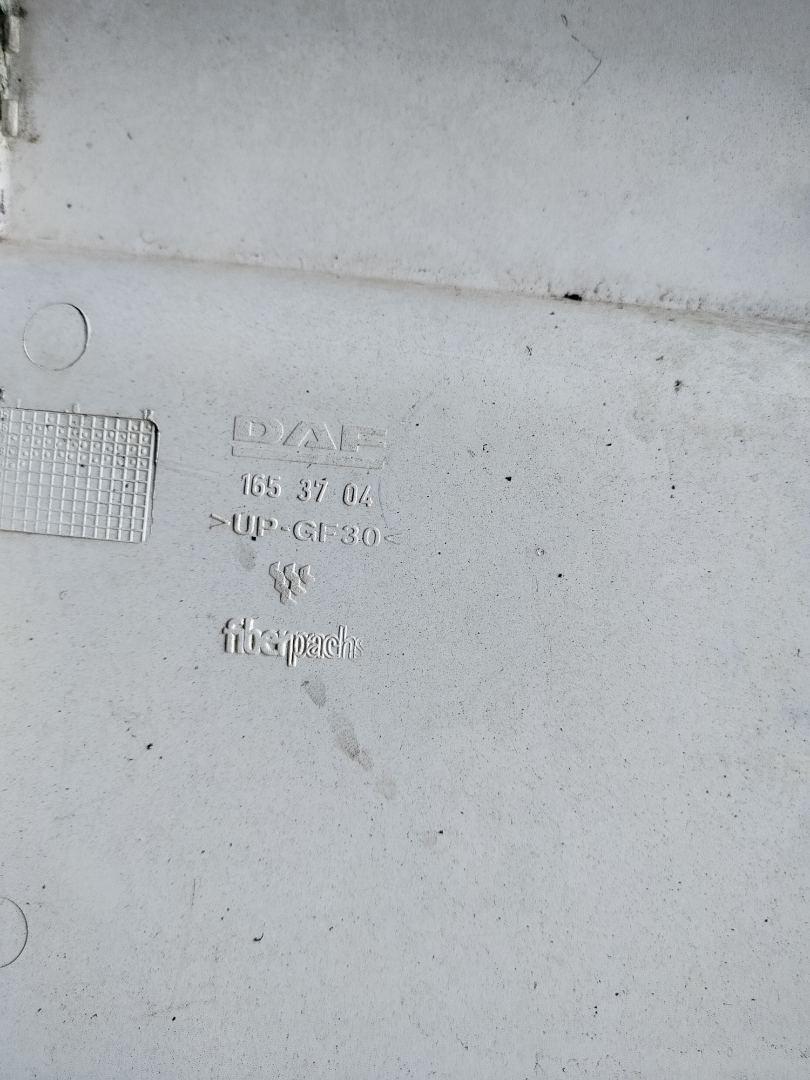 DAF
165 37 04
>UP-GF30<
fiberpachs